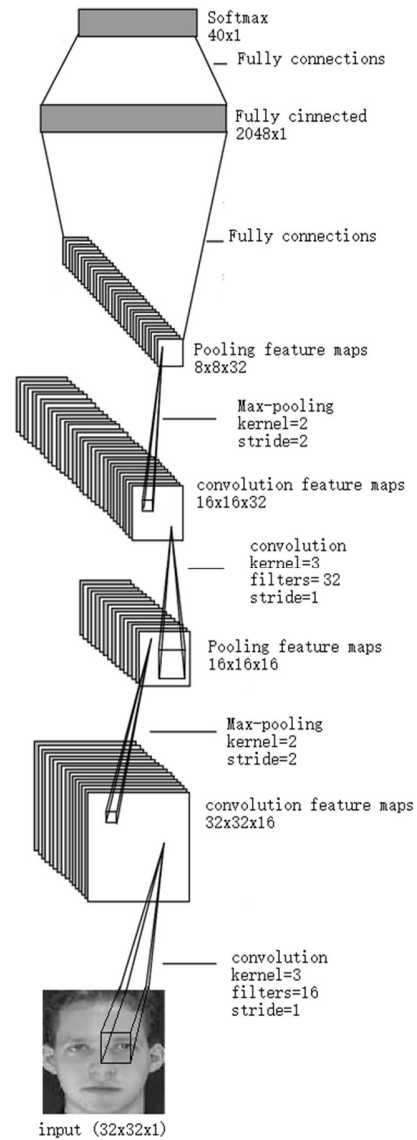 Softmax
40x1
Fully connections
Fully cinnected
2048x1
Fully connections
Pooling feature maps
8x8x32
Max-pooling
kernel=2
stride=2
convolution feature maps
16x16x32
convolution
kernel=3
filters=32
stride=1
Pooling feature maps
16x16x16
Max-pooling
kernel=2
stride=2
convolution feature maps
32x32x16
convolution
kernel=3
filters=16
stride=1
input (32x32x1)